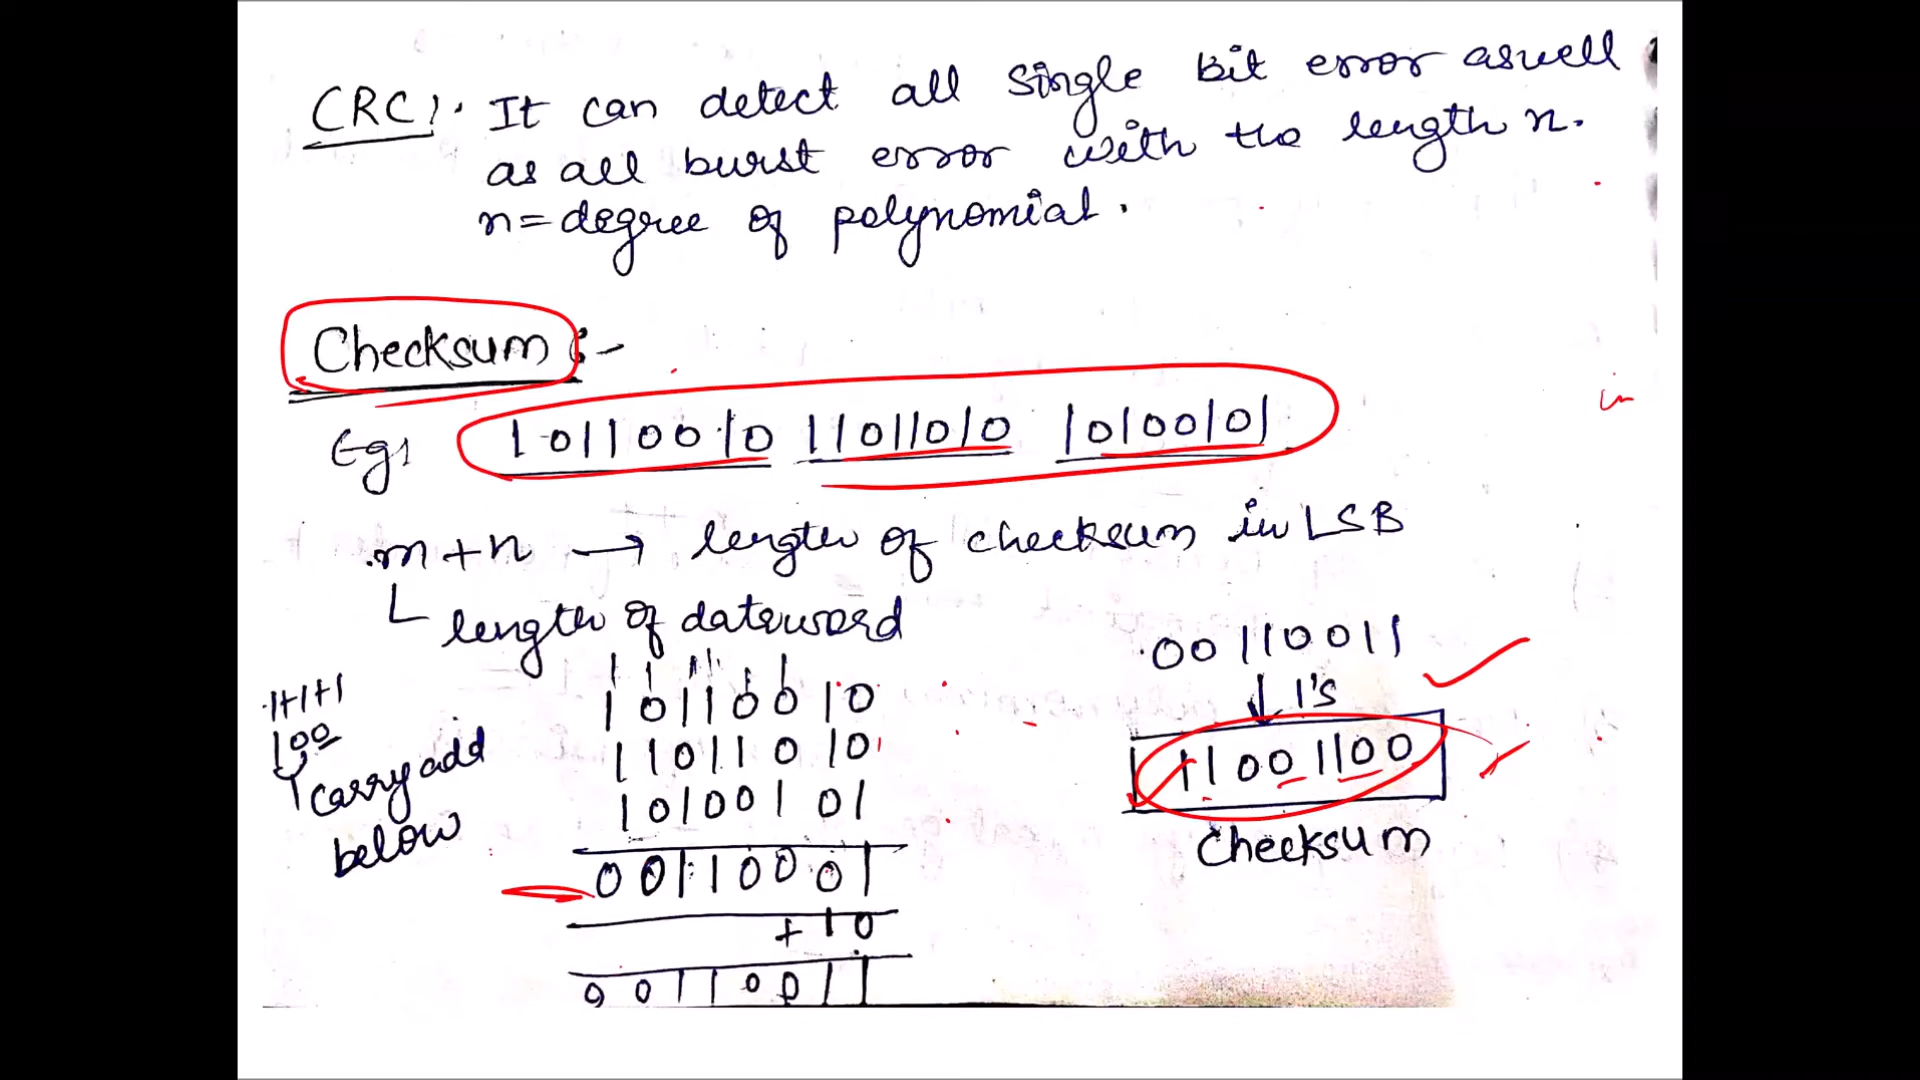 CRC:- It can detect all single bit error aswell
as all burst error with the length n.
n = degree of polynomial.
Checksum :-
Eg: 10110010 11011010 10100101
m + n → length of checksum in LSB
length of dataword
1+1+1
100
Carry add
below
10110010
11011010
10100101
00110001
+10
00110011
00110011
↓ 1's
11001100
Checksum